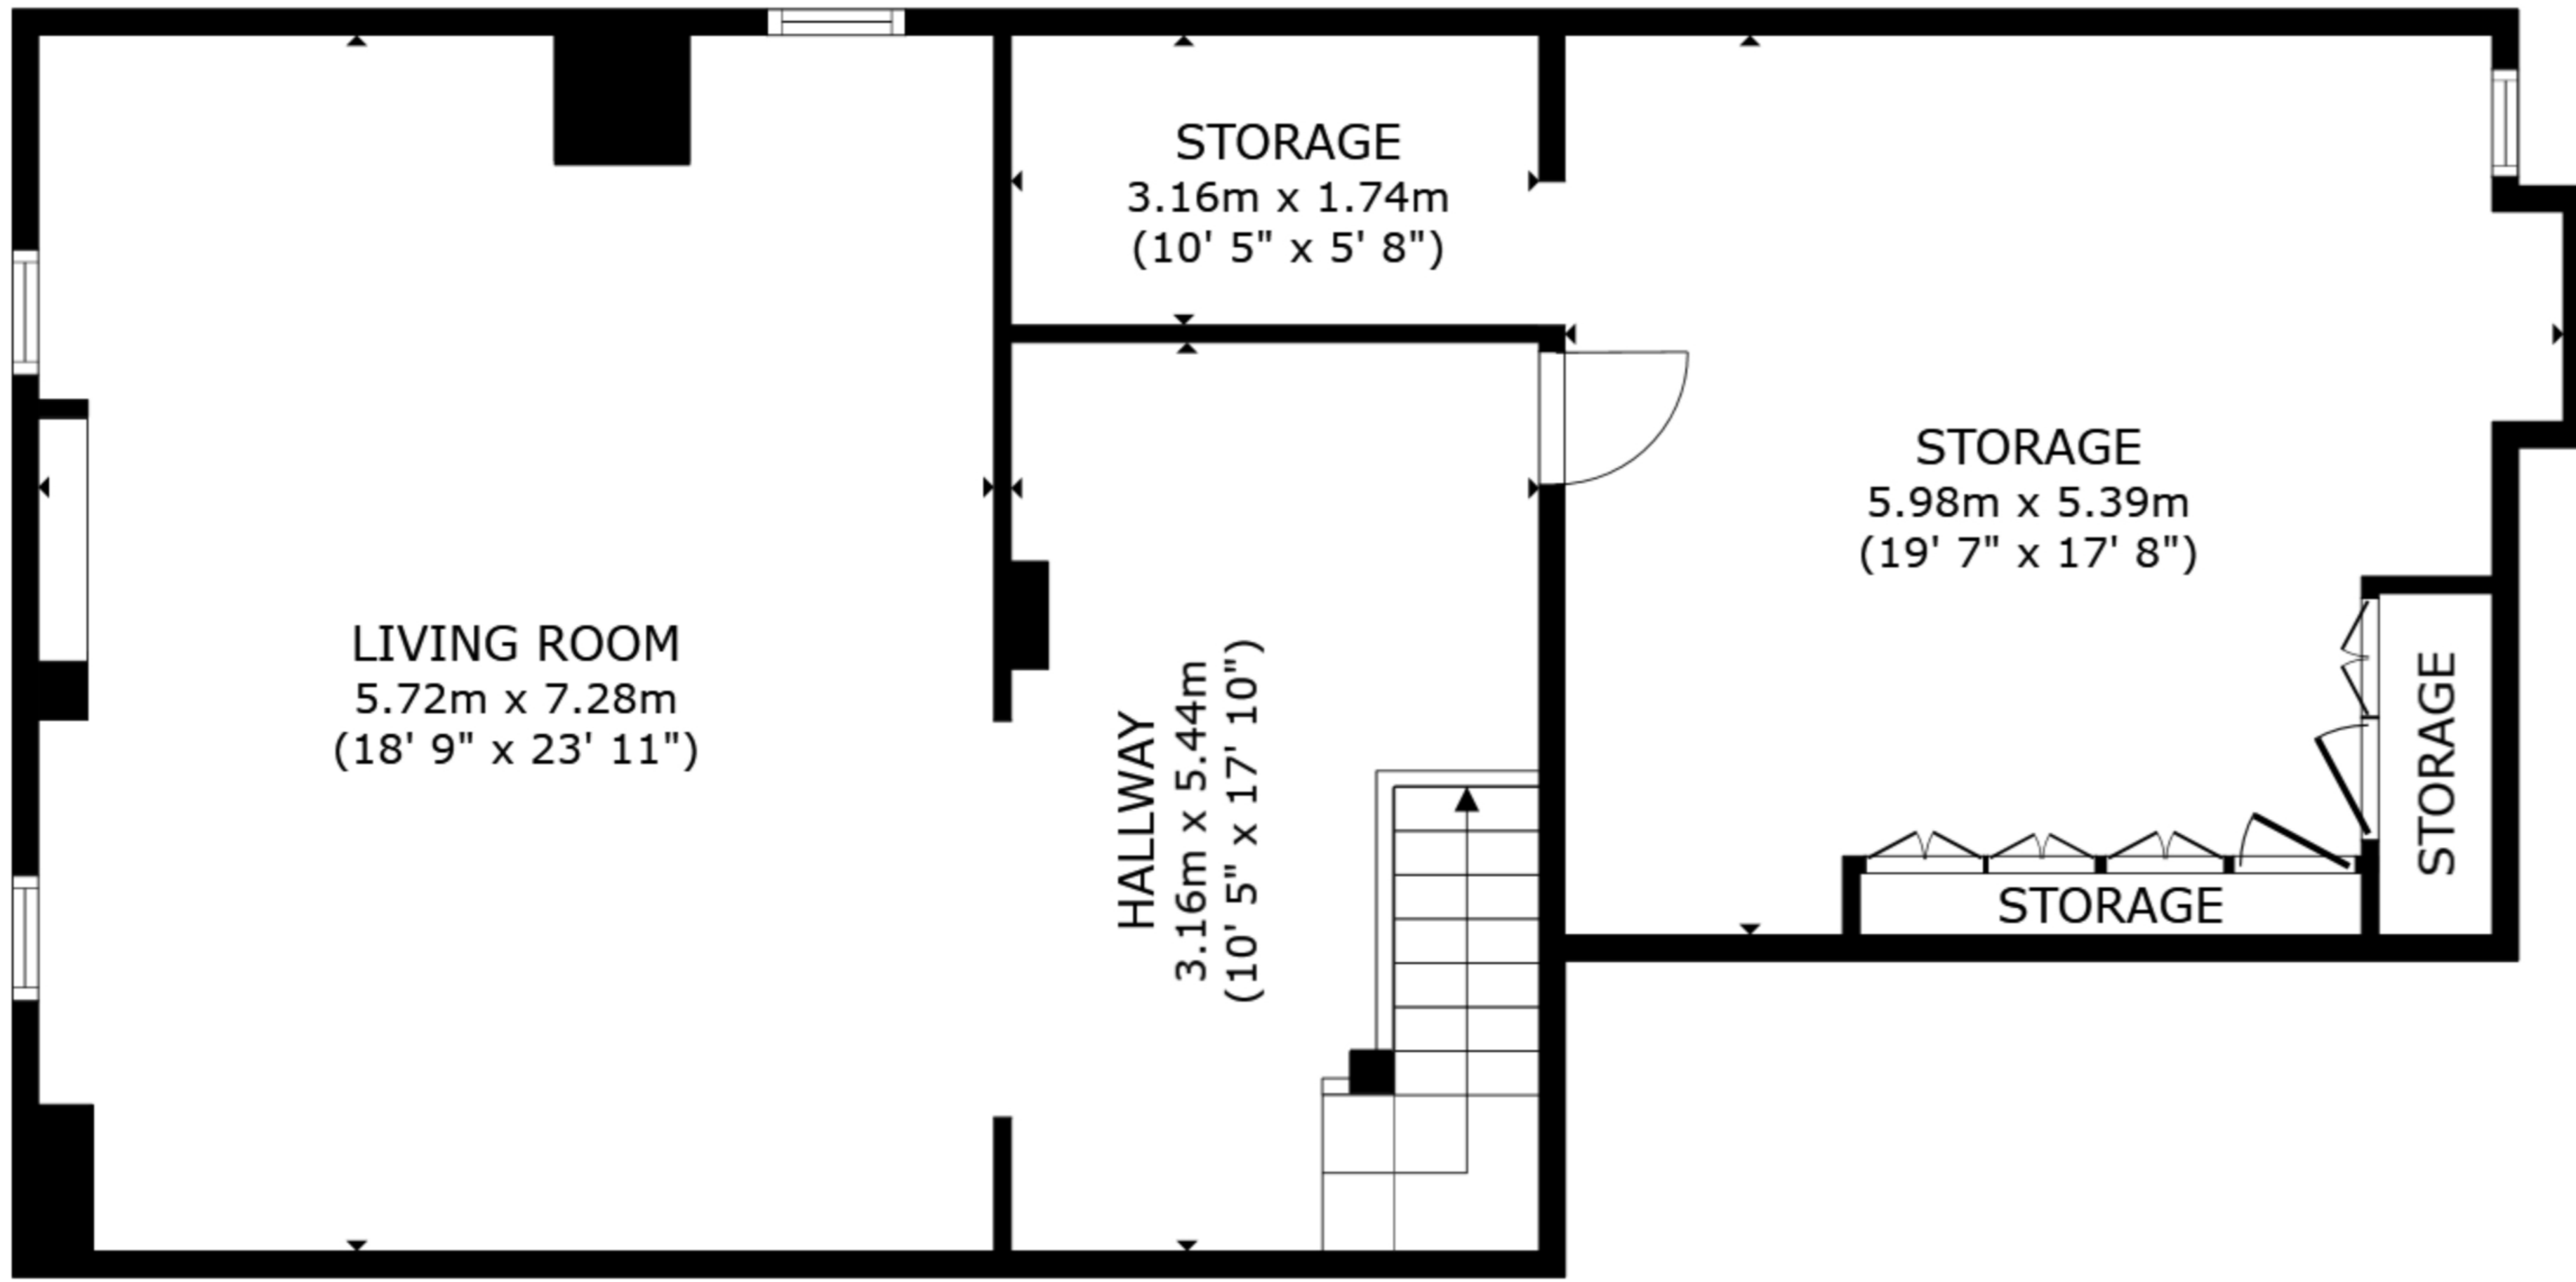 STORAGE
3.16m x 1.74m
(10' 5" x 5' 8")
STORAGE
5.98m x 5.39m
(19' 7" x 17' 8")
LIVING ROOM
5.72m x 7.28m
(18' 9" x 23' 11")
HALLWAY
3.16m x 5.44m
(10' 5" x 17' 10")
STORAGE
STORAGE